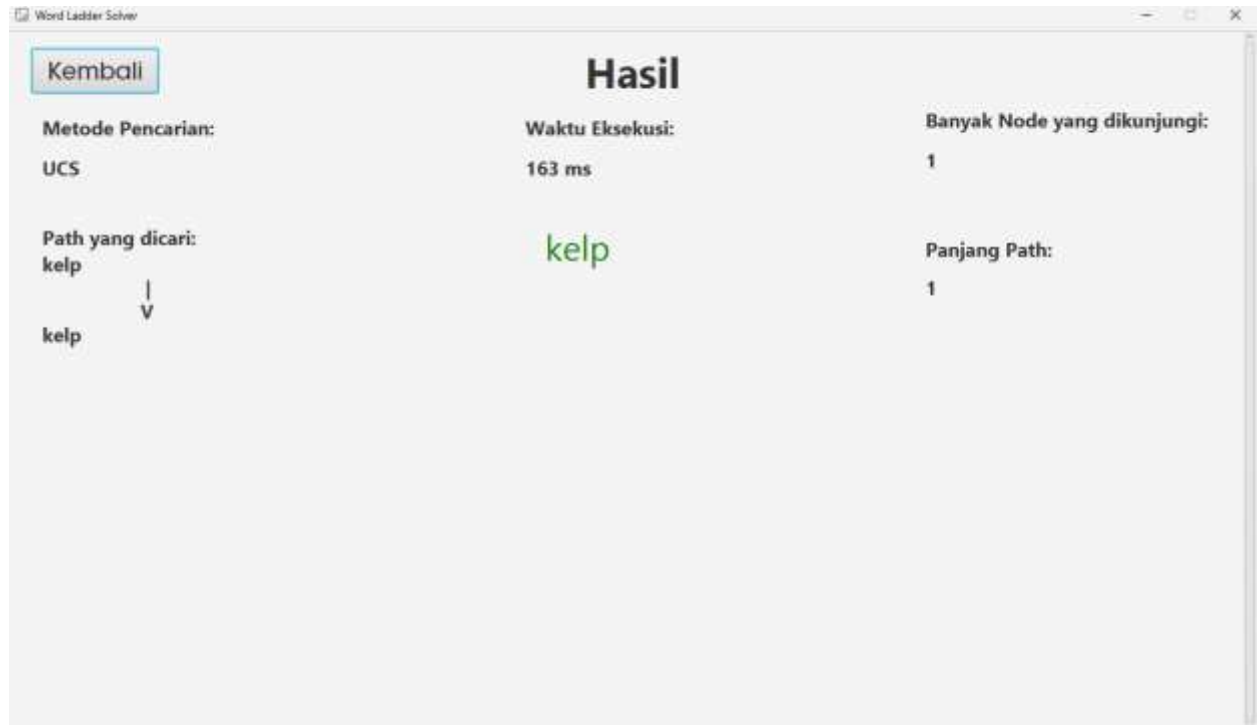 Word Ladder Solver
Kembali
Hasil
Metode Pencarian:
UCS
Waktu Eksekusi:
163 ms
Banyak Node yang dikunjungi:
1
Path yang dicari:
kelp
|
V
kelp
kelp
Panjang Path:
1